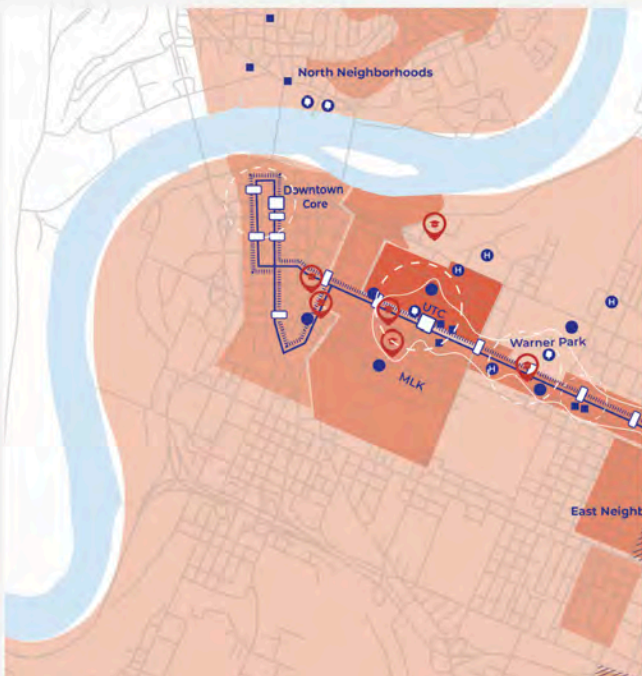 North Neighborhoods
Downtown
Core
H
H
H
UTC
Warner Park
H
MLK
East Neighb